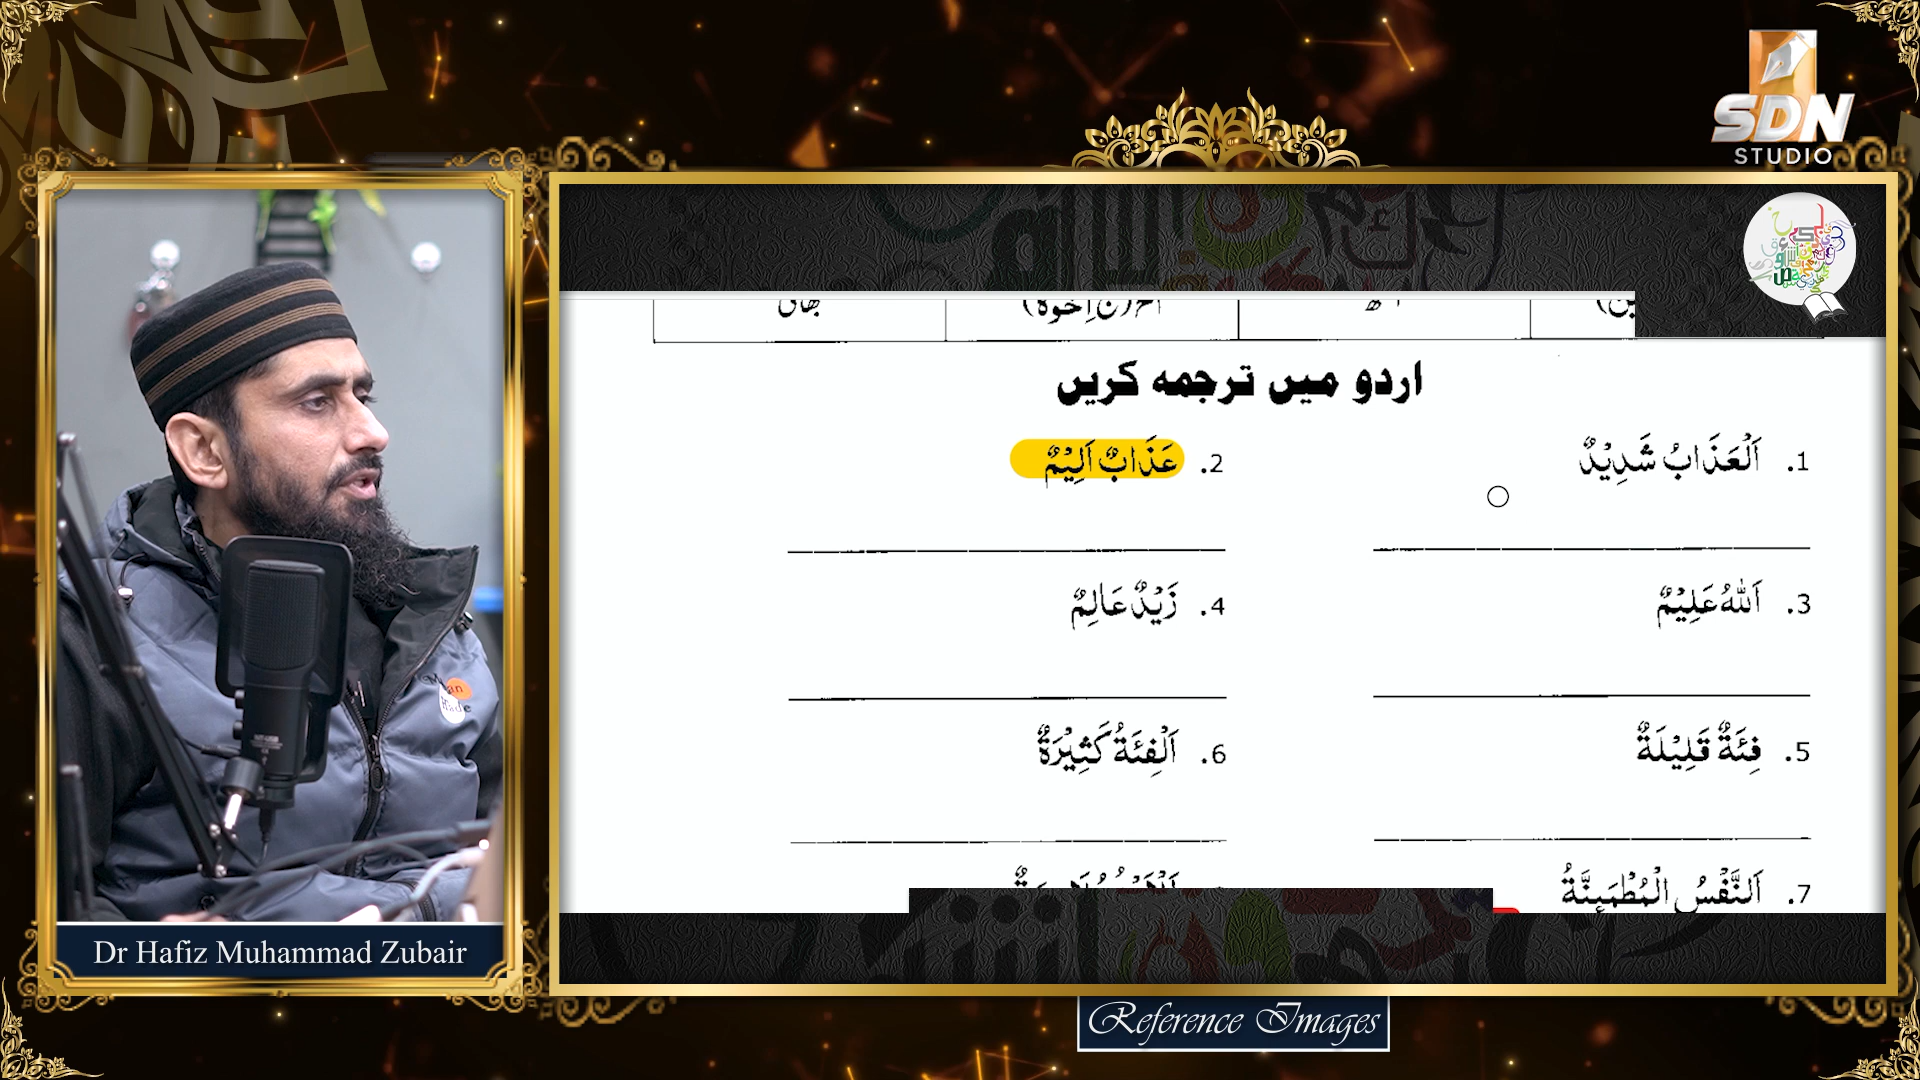 SDN
STUDIO
بھائی
اردو میں ترجمہ کریں
1. اَلْعَذَابُ شَدِیْدٌ
2. عَذَابٌ اَلِیْمٌ
3. اَللّٰهُ عَلِیْمٌ
4. زَیْدٌ عَالِمٌ
5. فِئَةٌ قَلِیْلَةٌ
6. اَلْفِئَةُ كَثِیْرَةٌ
7. اَلنَّفْسُ الْمُطْمَئِنَّةُ
Dr Hafiz Muhammad Zubair
Reference Images